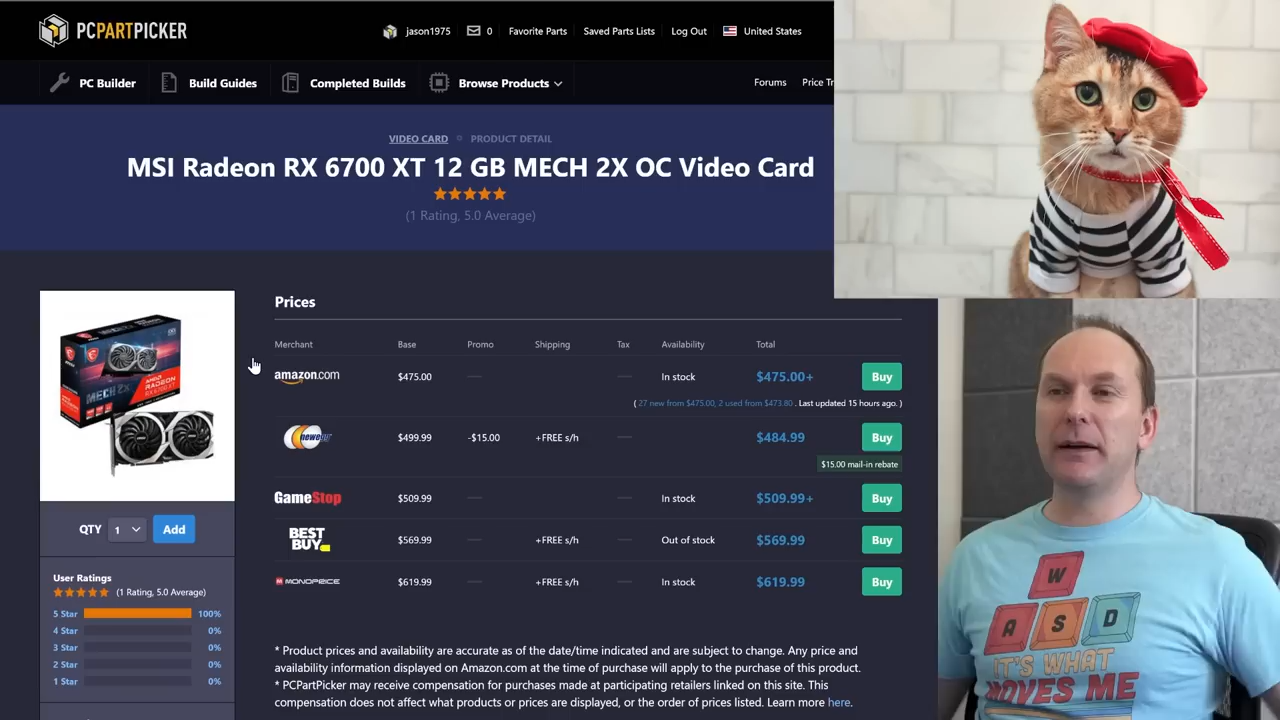 PCPARTPICKER
jason1975 0 Favorite Parts Saved Parts Lists Log Out United States
PC Builder Build Guides Completed Builds Browse Products Forums Price Tr
VIDEO CARD PRODUCT DETAIL
MSI Radeon RX 6700 XT 12 GB MECH 2X OC Video Card
(1 Rating, 5.0 Average)
Prices
Merchant Base Promo Shipping Tax Availability Total
amazon.com $475.00 — — In stock $475.00+ Buy
( 27 new from $475.00, 2 used from $473.80 . Last updated 15 hours ago. )
newegg $499.99 -$15.00 +FREE s/h — $484.99 Buy
$15.00 mail-in rebate
GameStop $509.99 — — In stock $509.99+ Buy
BEST BUY $569.99 — +FREE s/h — Out of stock $569.99 Buy
MONOPRICE $619.99 — +FREE s/h — In stock $619.99 Buy
* Product prices and availability are accurate as of the date/time indicated and are subject to change. Any price and
availability information displayed on Amazon.com at the time of purchase will apply to the purchase of this product.
* PCPartPicker may receive compensation for purchases made at participating retailers linked on this site. This
compensation does not affect what products or prices are displayed, or the order of prices listed. Learn more here.
MECH 2X
RADEON
QTY 1 Add
User Ratings
(1 Rating, 5.0 Average)
5 Star 100%
4 Star 0%
3 Star 0%
2 Star 0%
1 Star 0%
W
A S D
IT'S WHAT
MOVES ME